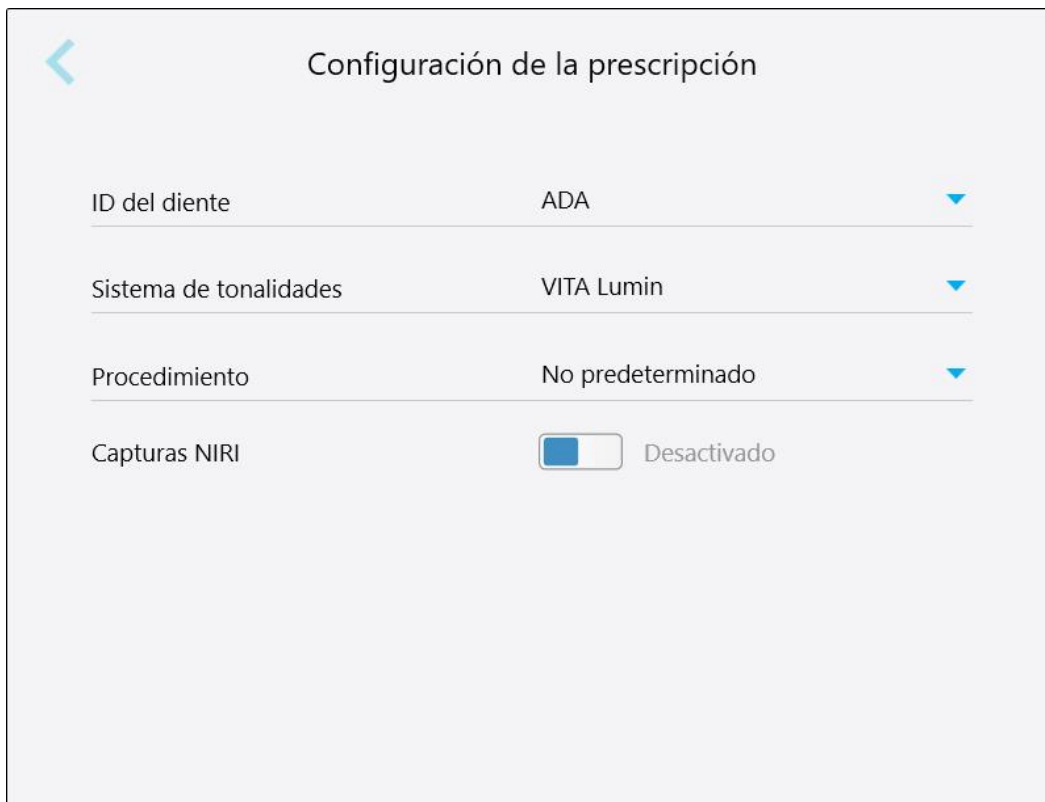 Configuración de la prescripción
ID del diente ADA
Sistema de tonalidades VITA Lumin
Procedimiento No predeterminado
Capturas NIRI Desactivado